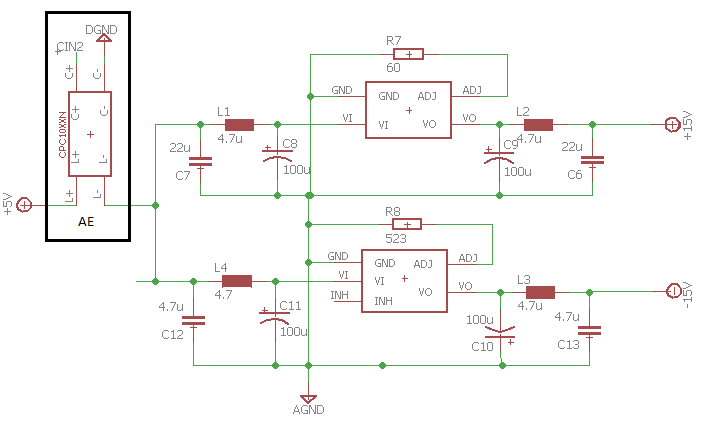 DGND
CIN2
C+ C-
C+ C-
CPC10XXN
L+ L-
L+ L-
+5V
AE
R7
60
GND GND ADJ ADJ
VI VI VO VO
L1
4.7u
22u
C7
C8
100u
L2
4.7u
C9
100u
22u
C6
+15V
R8
523
GND GND ADJ ADJ
VI VI VO VO
INH INH
L4
4.7
4.7u
C12
C11
100u
L3
4.7u
100u
C10
4.7u
C13
-15V
AGND